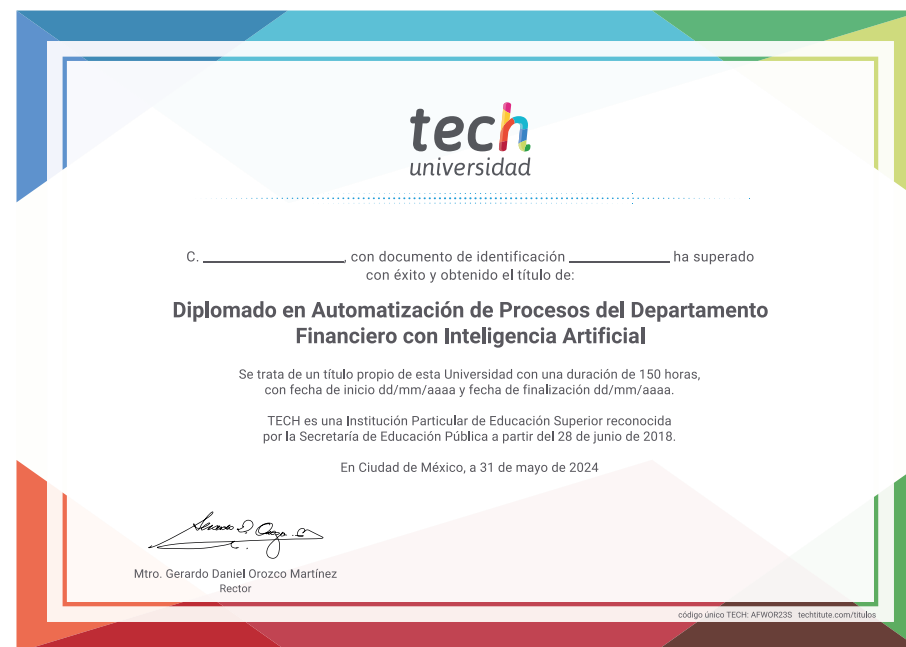 tech
universidad
C. ____________________, con documento de identificación ______________ ha superado
con éxito y obtenido el título de:
Diplomado en Automatización de Procesos del Departamento
Financiero con Inteligencia Artificial
Se trata de un título propio de esta Universidad con una duración de 150 horas,
con fecha de inicio dd/mm/aaaa y fecha de finalización dd/mm/aaaa.
TECH es una Institución Particular de Educación Superior reconocida
por la Secretaría de Educación Pública a partir del 28 de junio de 2018.
En Ciudad de México, a 31 de mayo de 2024
Mtro. Gerardo Daniel Orozco Martínez
Rector
código único TECH: AFWOR23S techtitute.com/titulos